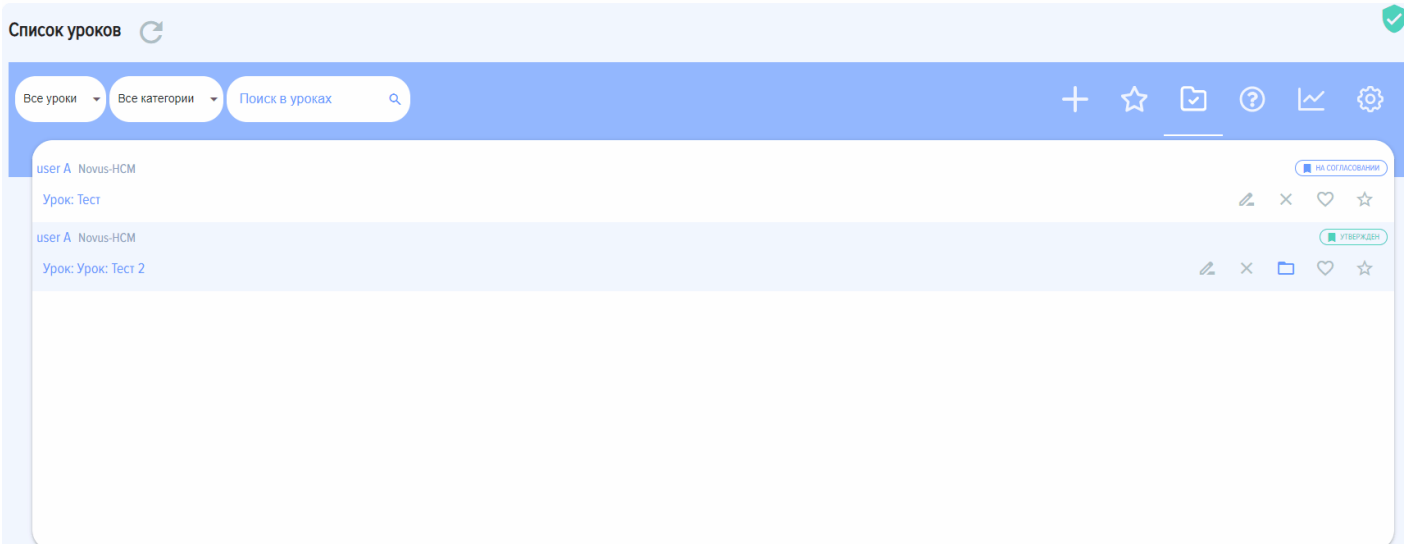 Список уроков
Все уроки Все категории Поиск в уроках
user A Novus-HCM НА СОГЛАСОВАНИИ
Урок: Тест
user A Novus-HCM УТВЕРЖДЕН
Урок: Урок: Тест 2